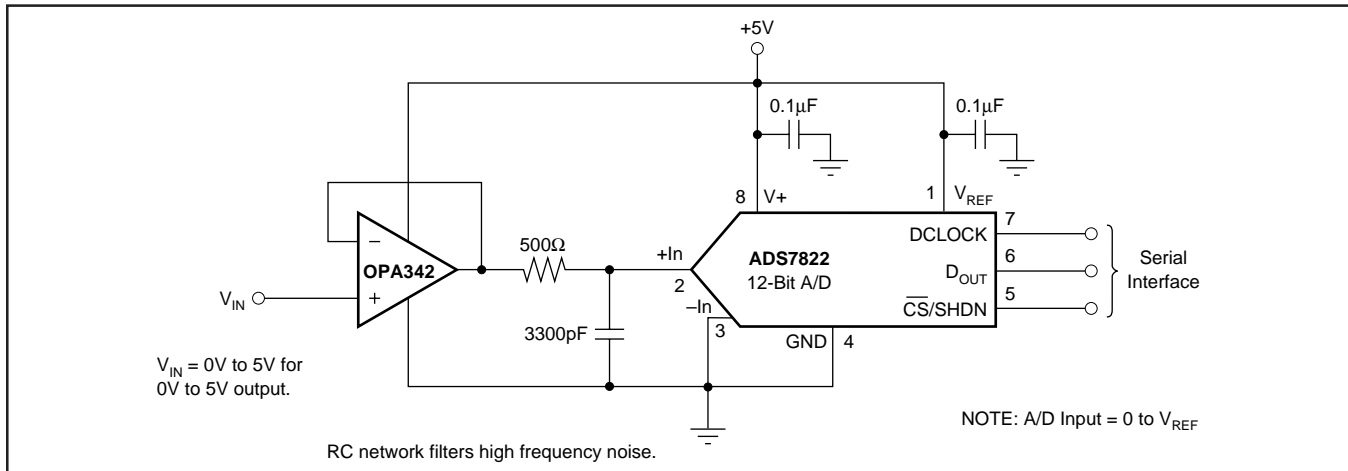 +5V
0.1μF
0.1μF
8
V+
1
VREF
7
DCLOCK
–
OPA342
+
500Ω
+In
2
ADS7822
12-Bit A/D
6
DOUT
Serial
Interface
VIN
–In
3
5
CS/SHDN
3300pF
GND
4
VIN = 0V to 5V for
0V to 5V output.
NOTE: A/D Input = 0 to VREF
RC network filters high frequency noise.